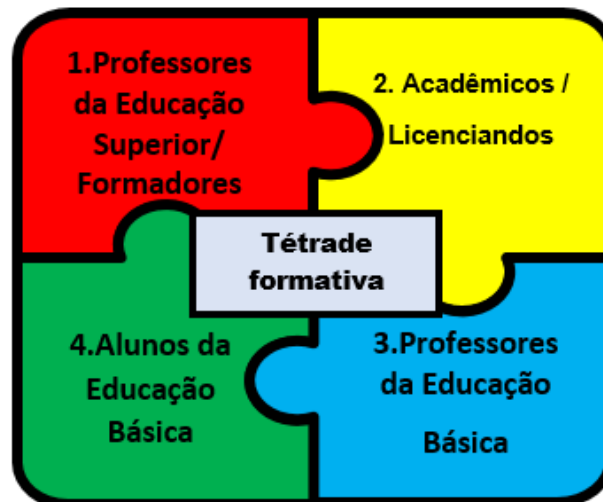 1.Professores
da Educação
Superior/
Formadores
2. Acadêmicos /
Licenciandos
Tétrade
formativa
3.Professores
da Educação
Básica
4.Alunos da
Educação
Básica